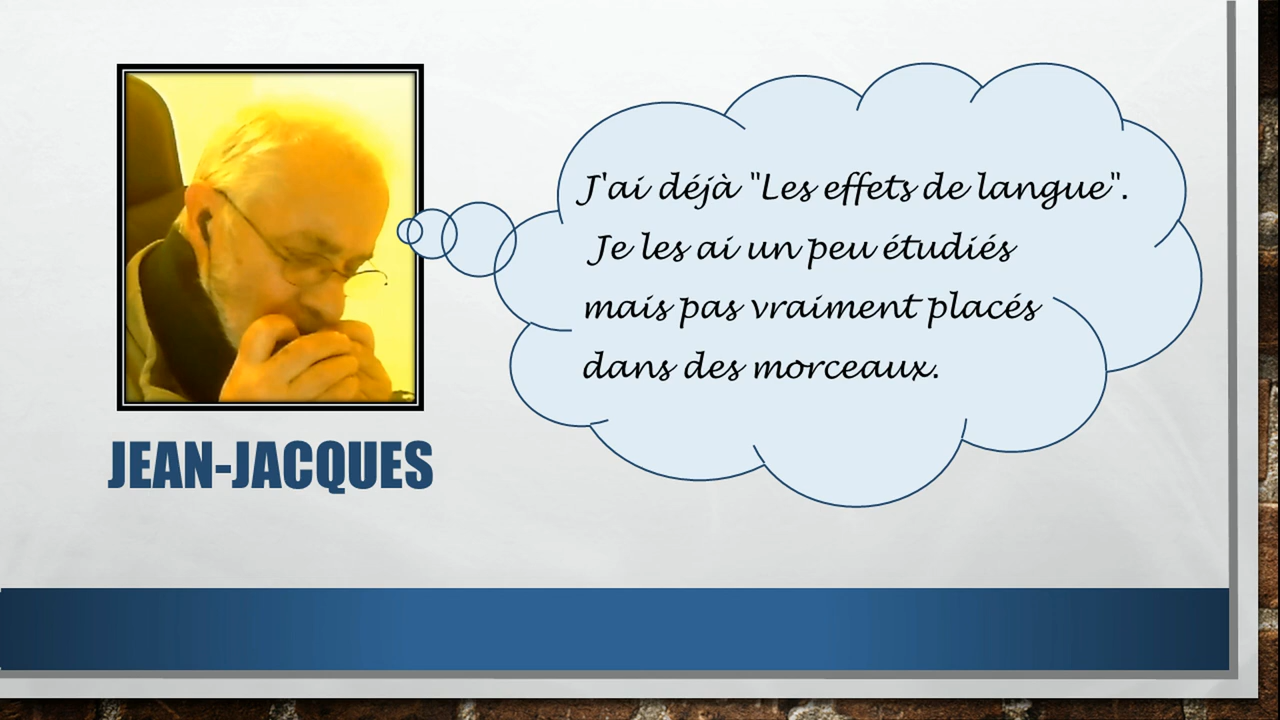 J'ai déjà "Les effets de langue".
Je les ai un peu étudiés
mais pas vraiment placés
dans des morceaux.
JEAN-JACQUES